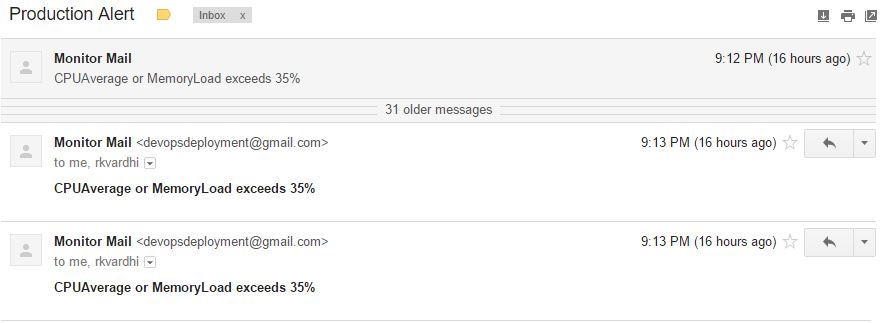 Production Alert Inbox x
Monitor Mail 9:12 PM (16 hours ago)
CPUAverage or MemoryLoad exceeds 35%
31 older messages
Monitor Mail <devopsdeployment@gmail.com> 9:13 PM (16 hours ago)
to me, rkvardhi
CPUAverage or MemoryLoad exceeds 35%
Monitor Mail <devopsdeployment@gmail.com> 9:13 PM (16 hours ago)
to me, rkvardhi
CPUAverage or MemoryLoad exceeds 35%